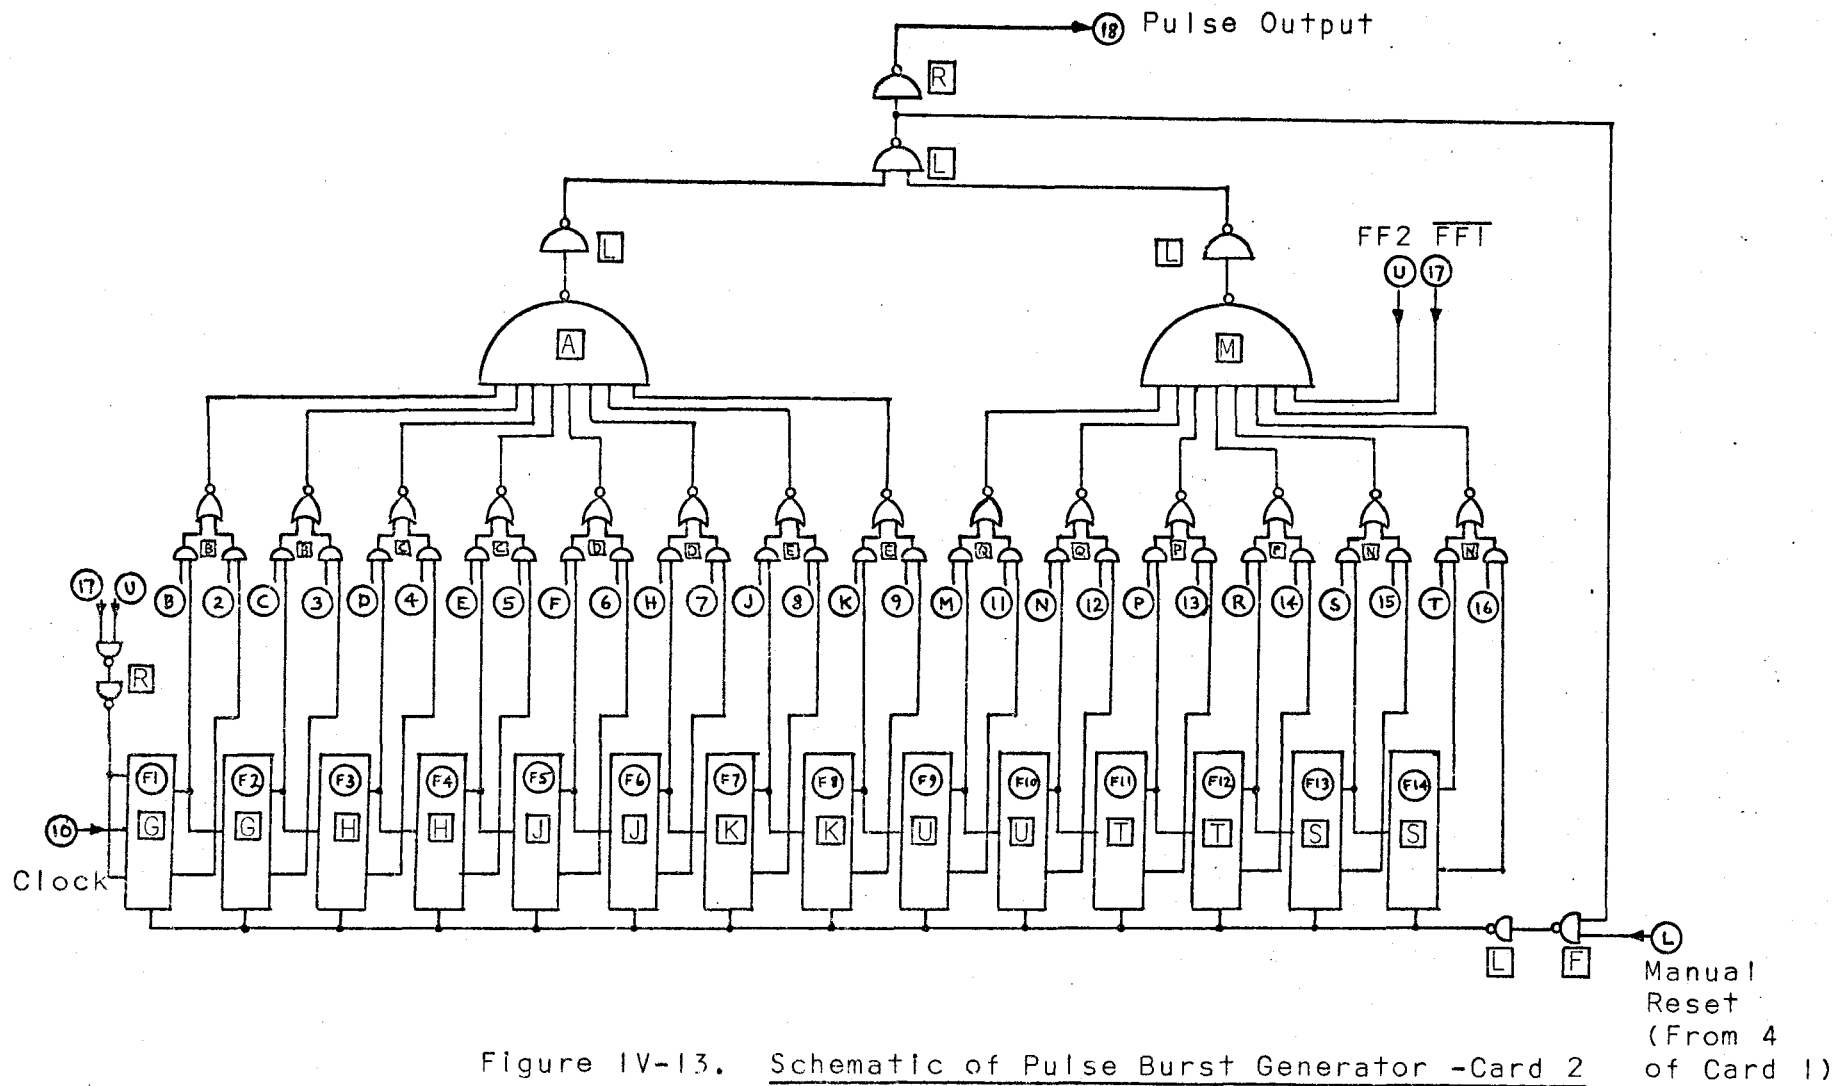 18 Pulse Output
R
L
L
L
FF2 FF1
U 17
A
M
B B C C D D E E Q Q P P N N
17 U
B 2 C 3 D 4 E 5 F 6 H 7 J 8 K 9 M 11 N 12 P 13 R 14 S 15 T 16
R
F1 F2 F3 F4 F5 F6 F7 F8 F9 F10 F11 F12 F13 F14
10
G G H H J J K K U U T T S S
Clock
L
L F
Manual
Reset
(From 4
of Card 1)
Figure IV-13. Schematic of Pulse Burst Generator -Card 2